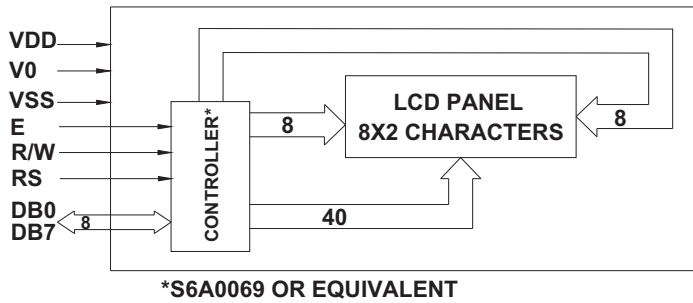 VDD
V0
VSS
E
R/W
RS
DB0
DB7
8
CONTROLLER*
8
LCD PANEL
8X2 CHARACTERS
8
40
*S6A0069 OR EQUIVALENT